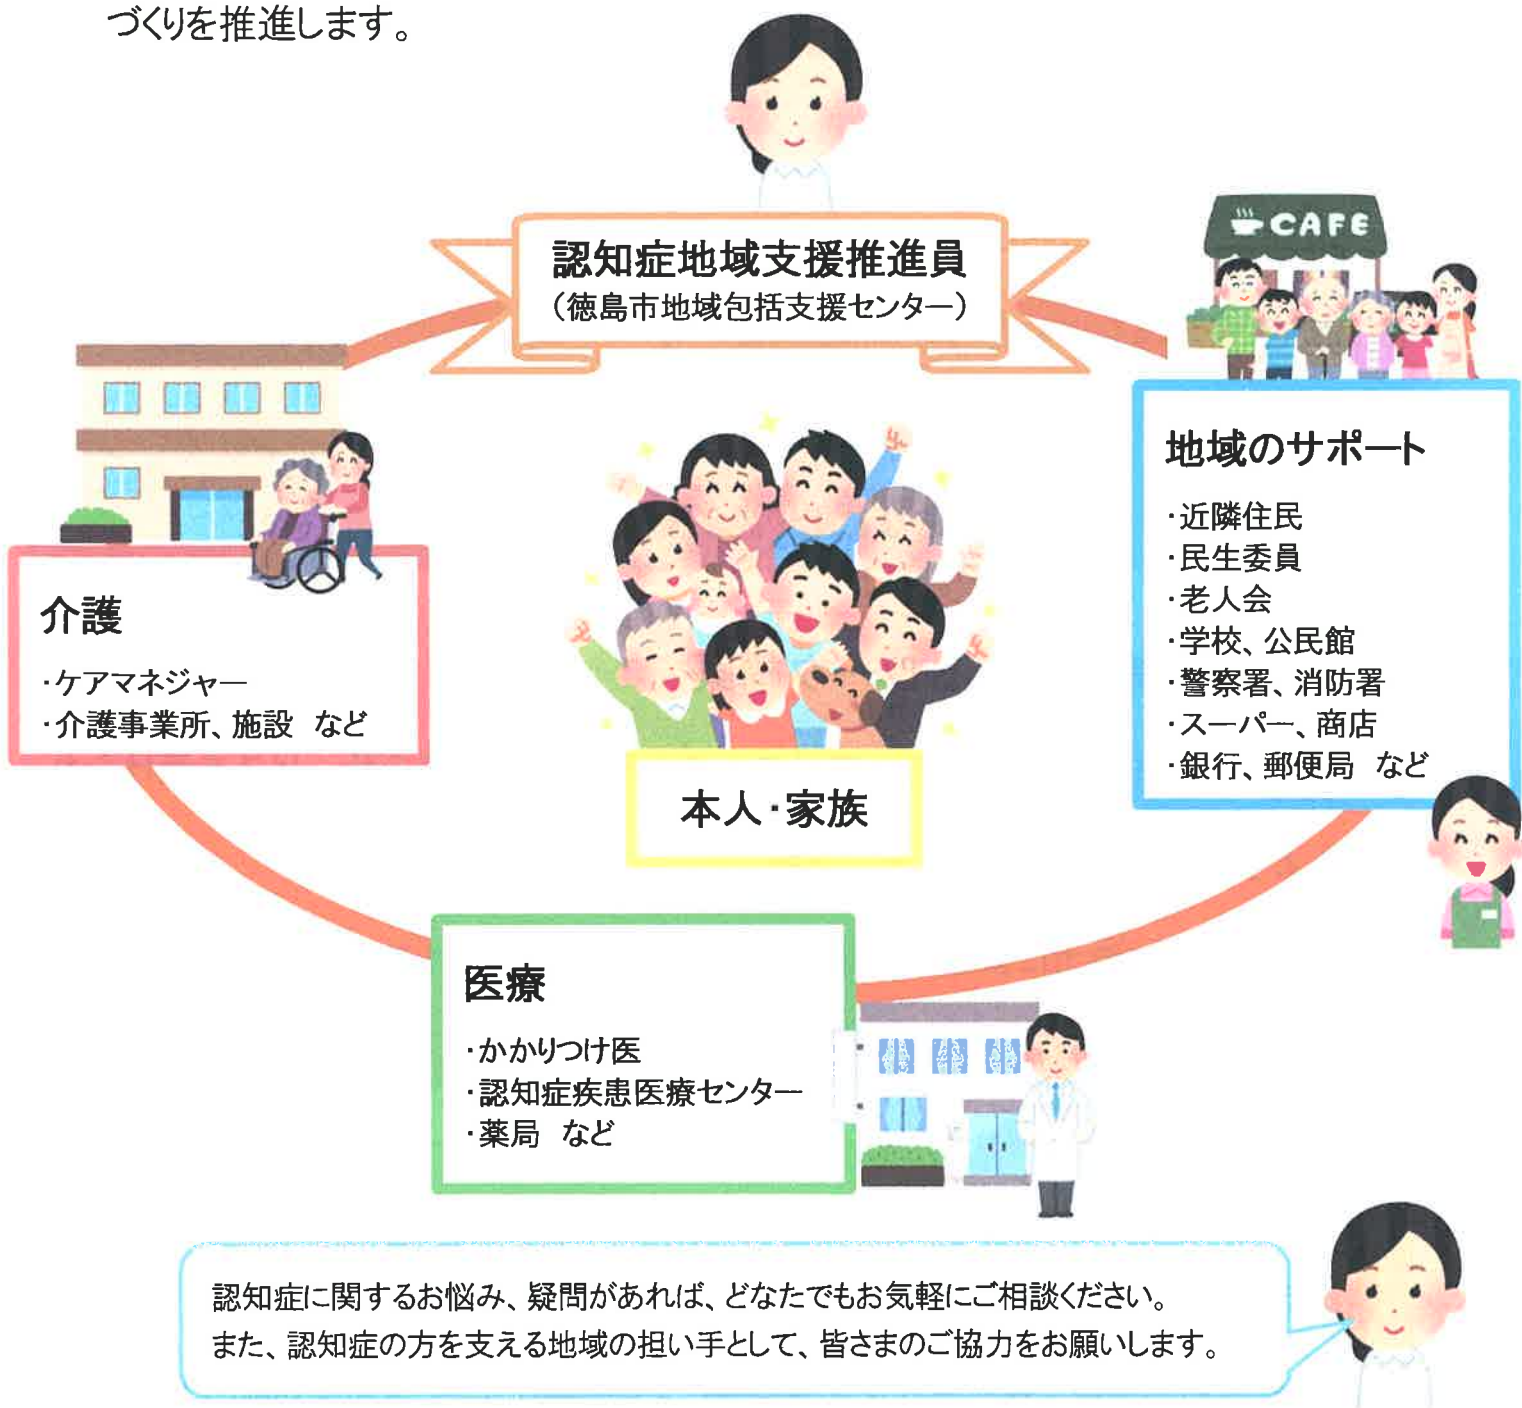 づくりを推進します。
認知症地域支援推進員
（徳島市地域包括支援センター）
CAFE
地域のサポート
・近隣住民
・民生委員
・老人会
・学校、公民館
・警察署、消防署
・スーパー、商店
・銀行、郵便局　など
介護
・ケアマネジャー
・介護事業所、施設　など
本人・家族
医療
・かかりつけ医
・認知症疾患医療センター
・薬局　など
認知症に関するお悩み、疑問があれば、どなたでもお気軽にご相談ください。
また、認知症の方を支える地域の担い手として、皆さまのご協力をお願いします。